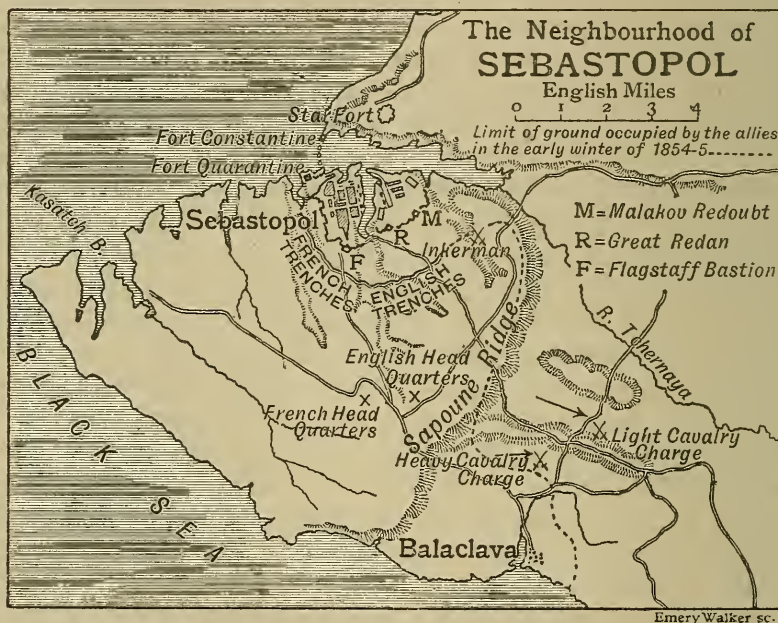 The Neighbourhood of
SEBASTOPOL
English Miles
0 1 2 3 4
Limit of ground occupied by the allies
in the early winter of 1854-5
M=Malakov Redoubt
R=Great Redan
F=Flagstaff Bastion
Star Fort
Fort Constantine
Fort Quarantine
Kasatch B.
Sebastopol
M
R
F
Inkerman
FRENCH
TRENCHES
ENGLISH
TRENCHES
R. Tchernaya
Sapoune Ridge
English Head
Quarters
French Head
Quarters
Light Cavalry
Charge
Heavy Cavalry
Charge
BLACK SEA
Balaclava
Emery Walker sc.